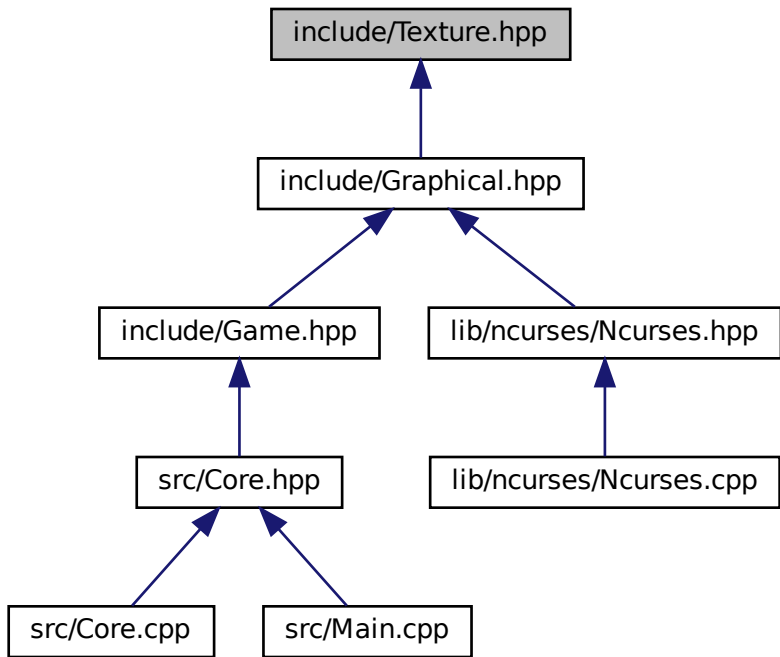 include/Texture.hpp
include/Graphical.hpp
include/Game.hpp
lib/ncurses/Ncurses.hpp
src/Core.hpp
lib/ncurses/Ncurses.cpp
src/Core.cpp
src/Main.cpp